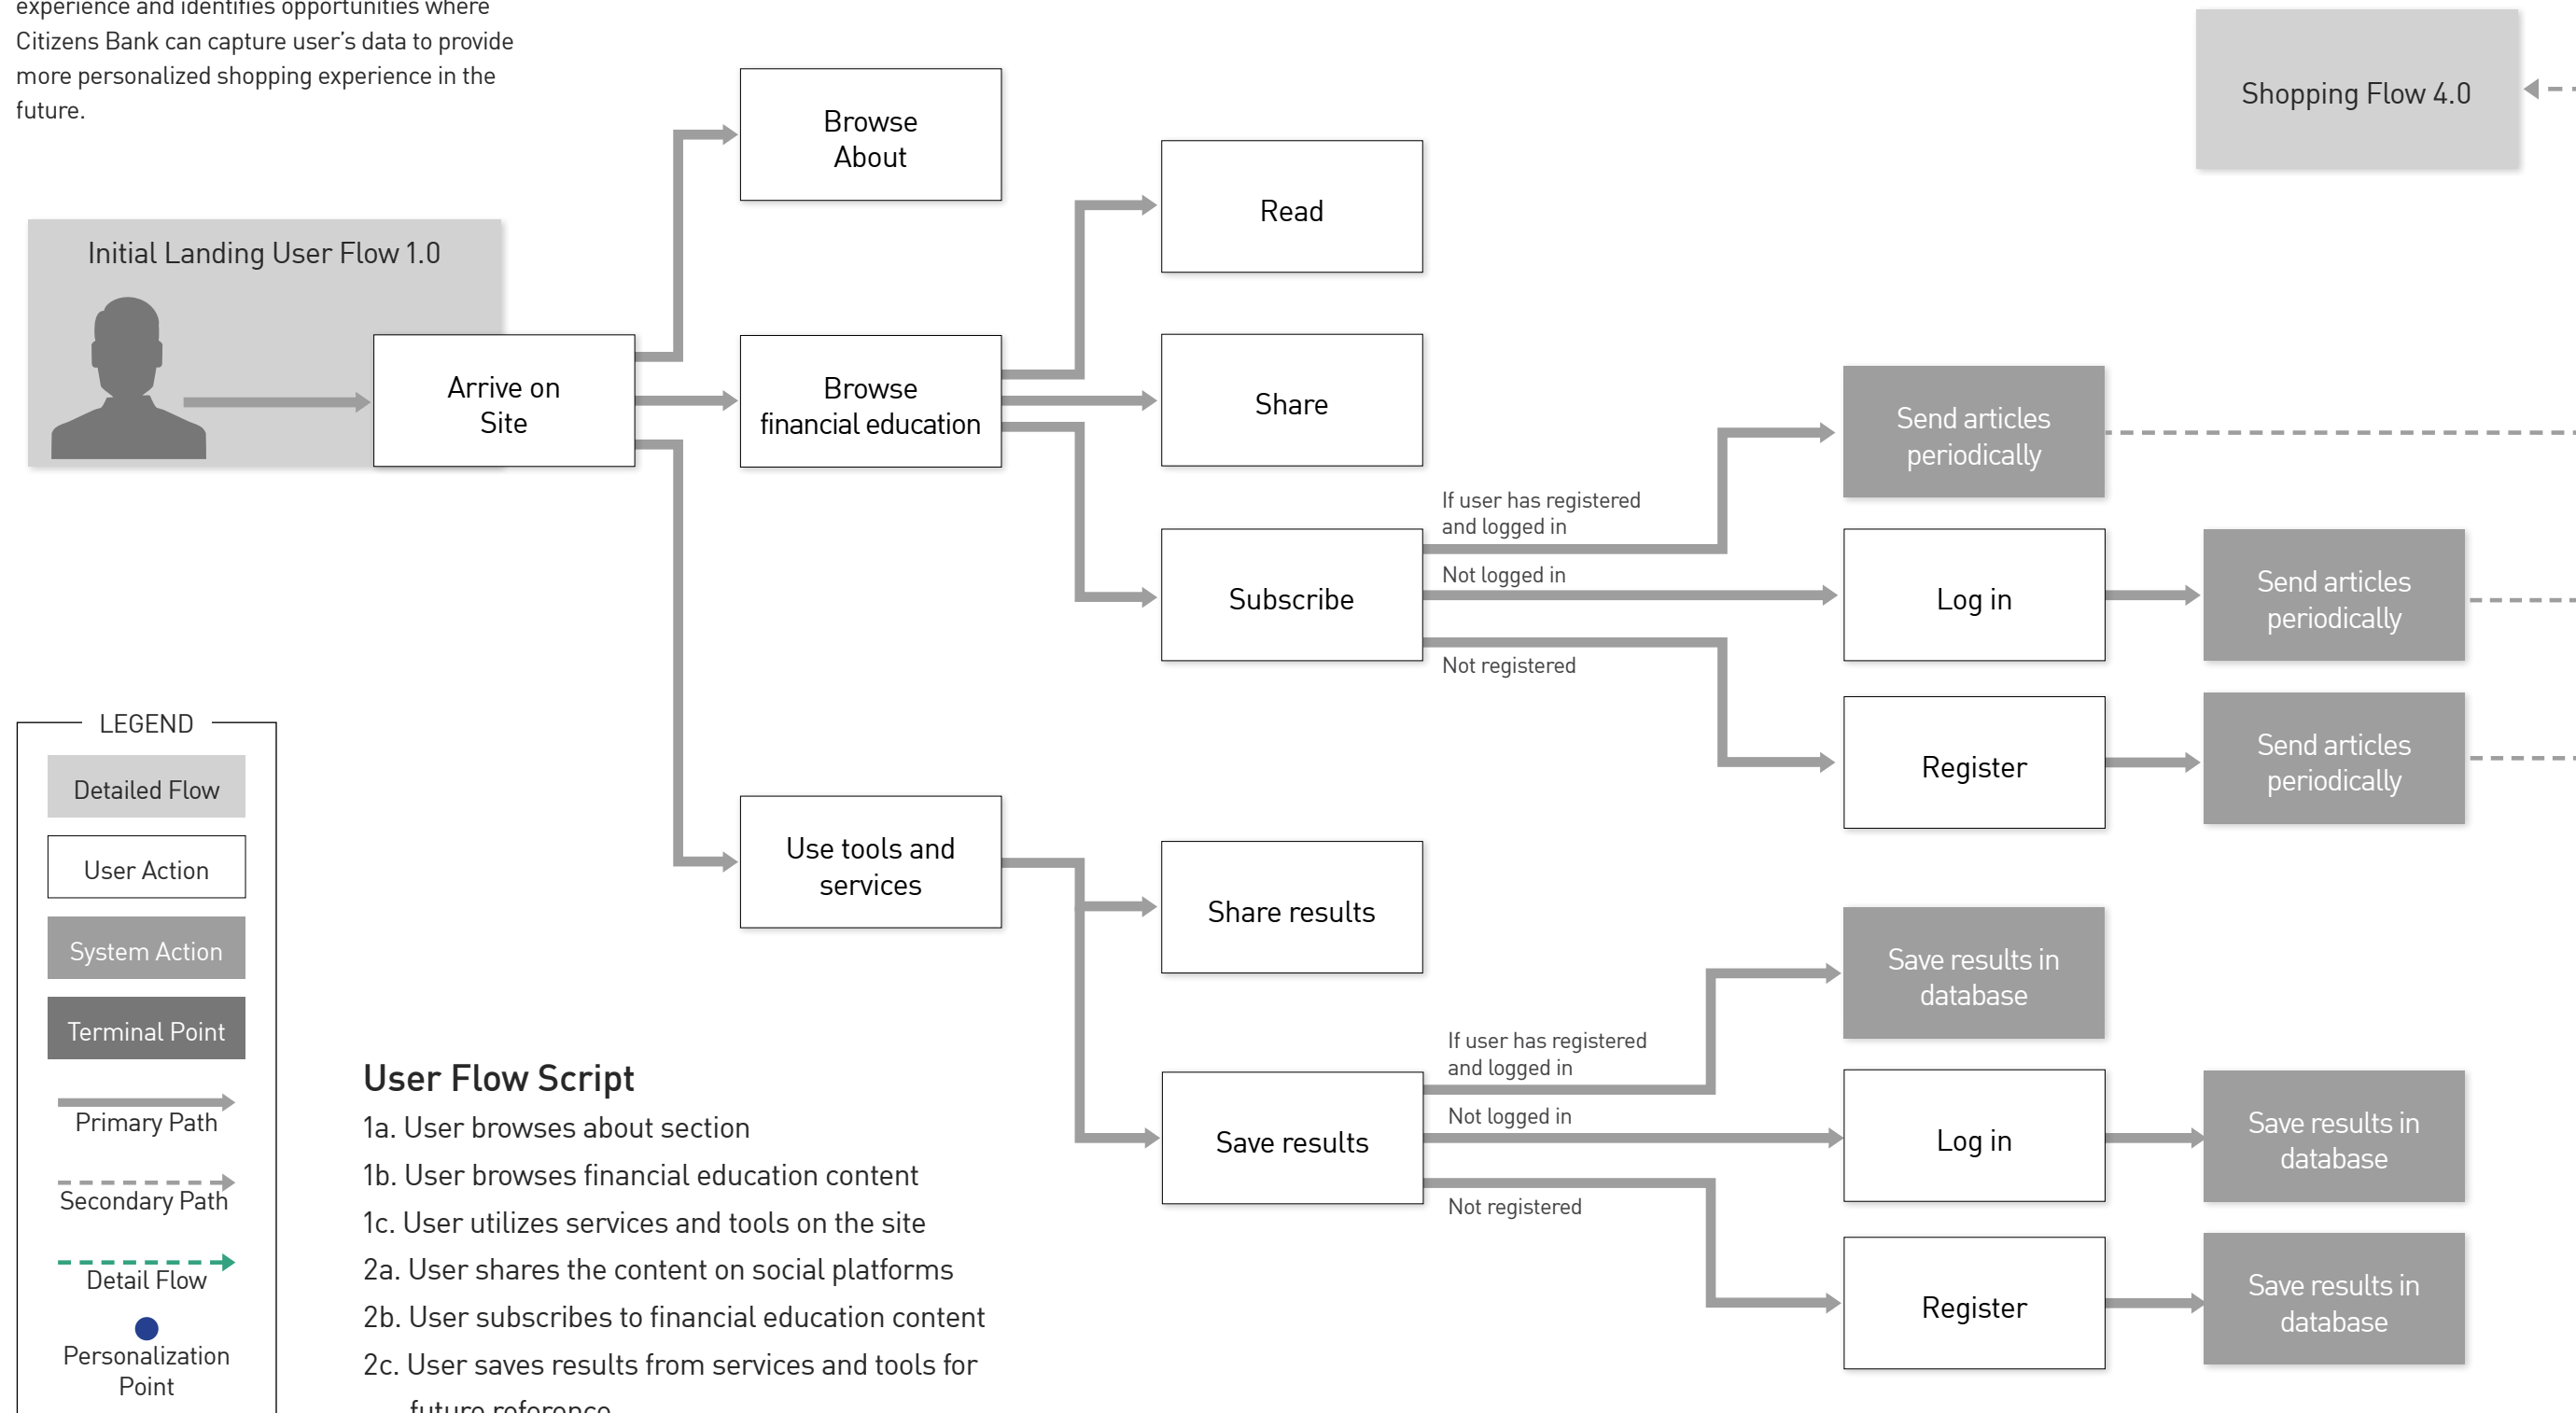 experience and identifies opportunities where
Citizens Bank can capture user's data to provide
more personalized shopping experience in the
future.
Initial Landing User Flow 1.0
Arrive on
Site
Browse
About
Browse
financial education
Use tools and
services
Read
Share
Subscribe
Share results
Save results
If user has registered
and logged in
Not logged in
Not registered
Send articles
periodically
Log in
Send articles
periodically
Register
Send articles
periodically
If user has registered
and logged in
Not logged in
Not registered
Save results in
database
Log in
Save results in
database
Register
Save results in
database
Shopping Flow 4.0
LEGEND
Detailed Flow
User Action
System Action
Terminal Point
Primary Path
Secondary Path
Detail Flow
Personalization
Point
User Flow Script
1a. User browses about section
1b. User browses financial education content
1c. User utilizes services and tools on the site
2a. User shares the content on social platforms
2b. User subscribes to financial education content
2c. User saves results from services and tools for
future reference